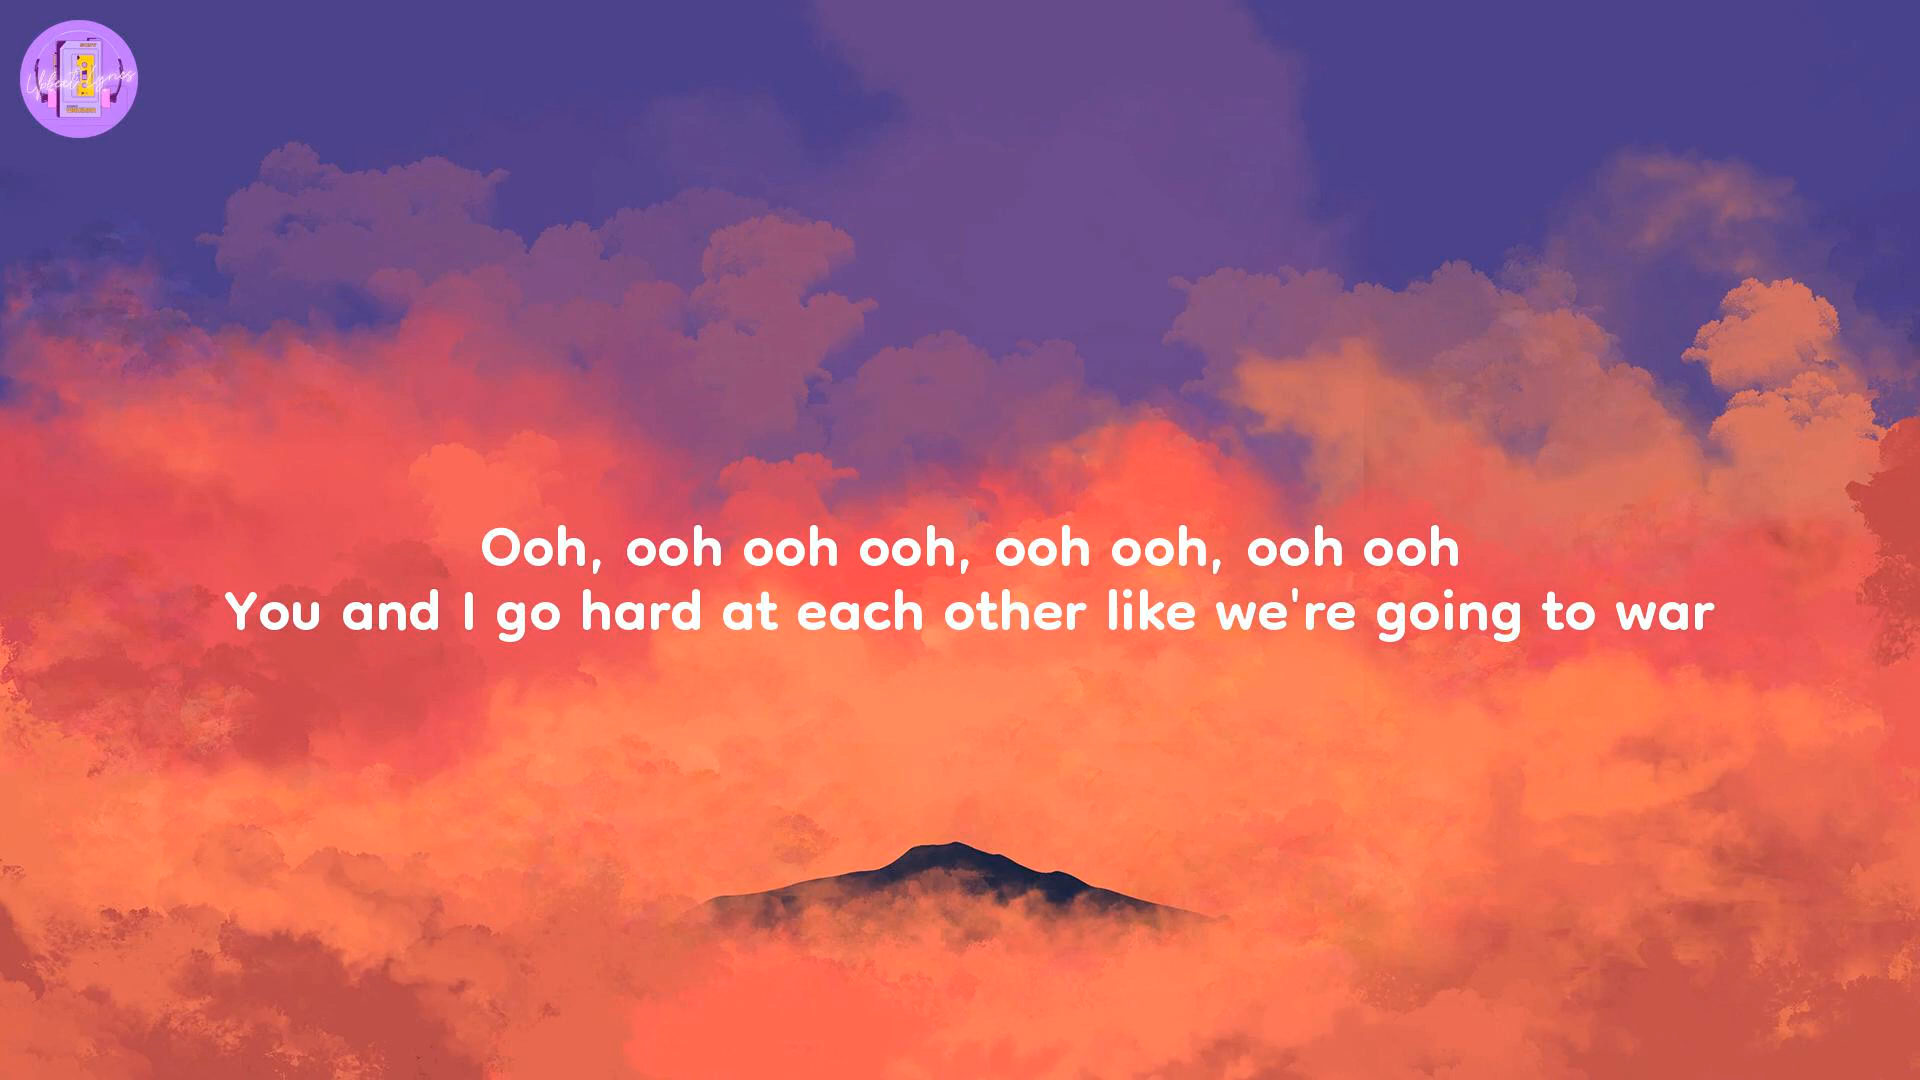 Ooh, ooh ooh ooh, ooh ooh, ooh ooh
You and I go hard at each other like we're going to war